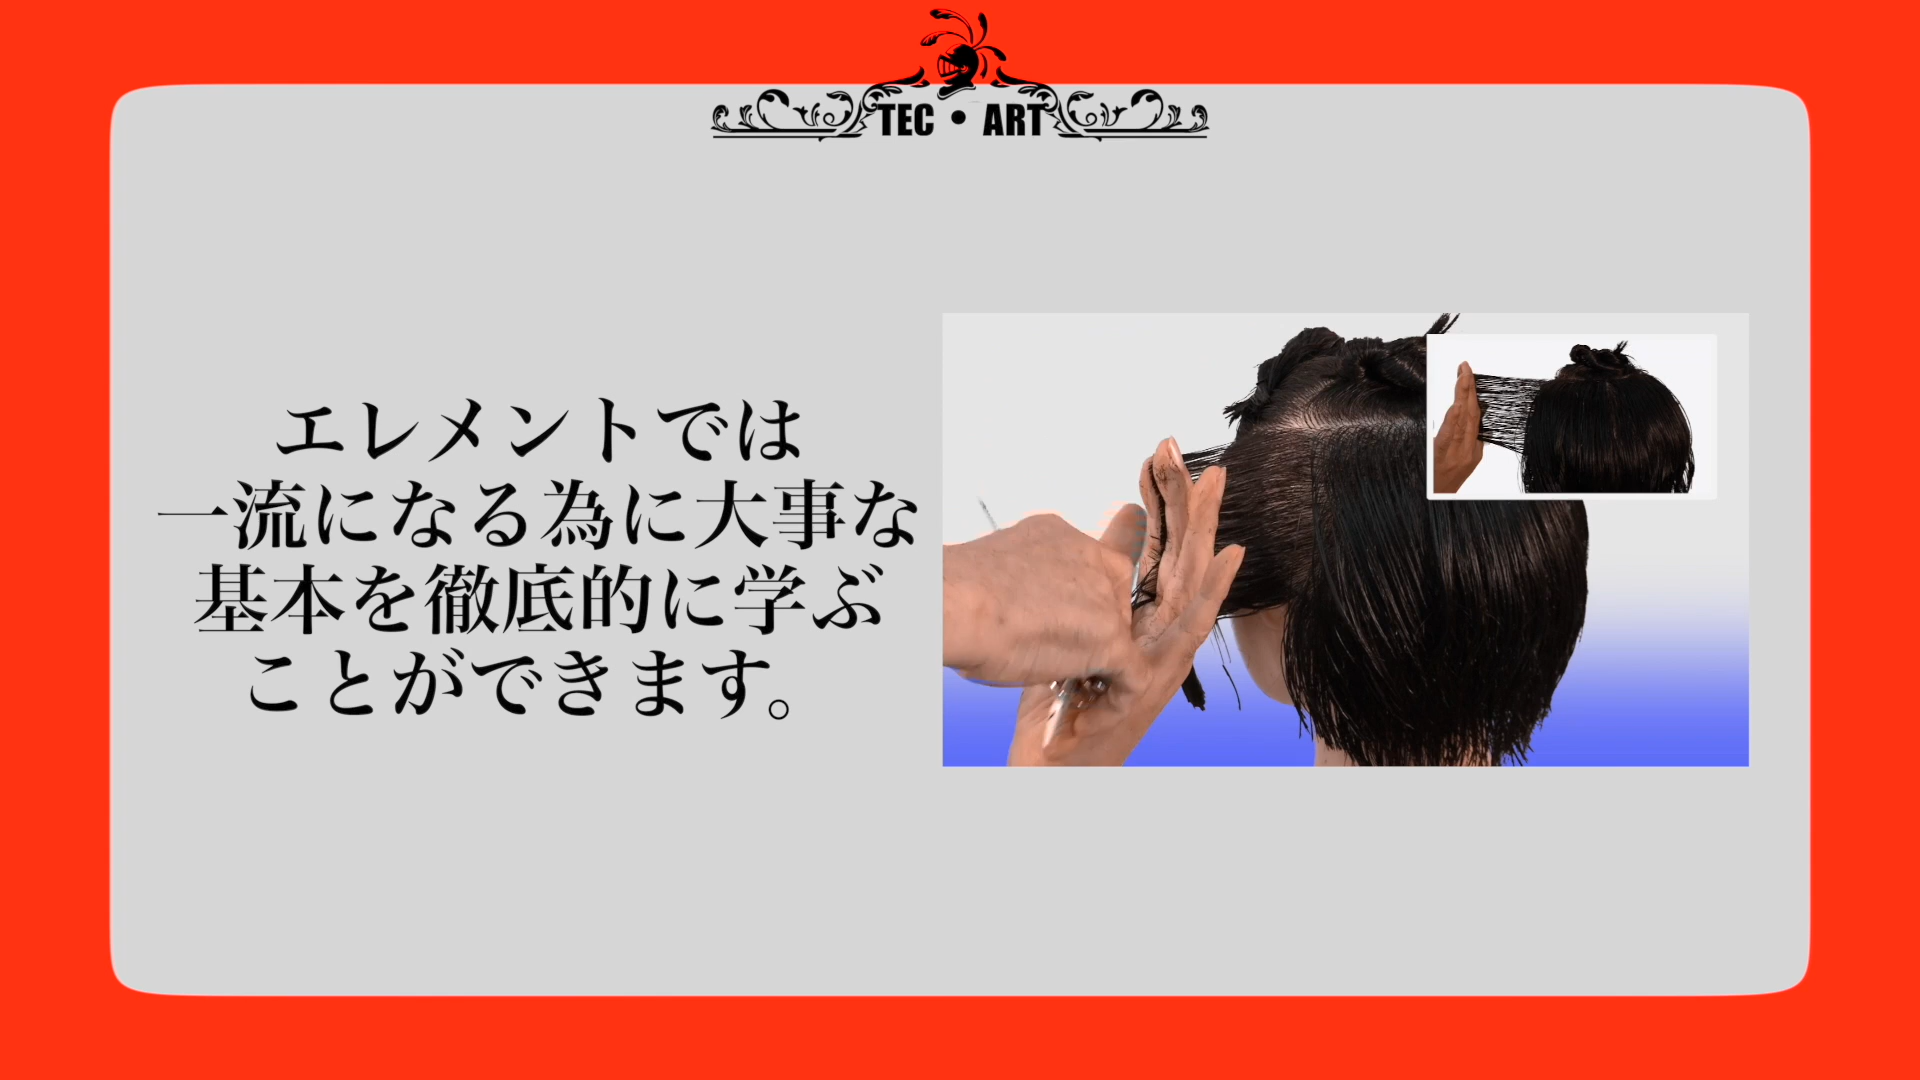 TEC • ART
エレメントでは
一流になる為に大事な
基本を徹底的に学ぶ
ことができます。